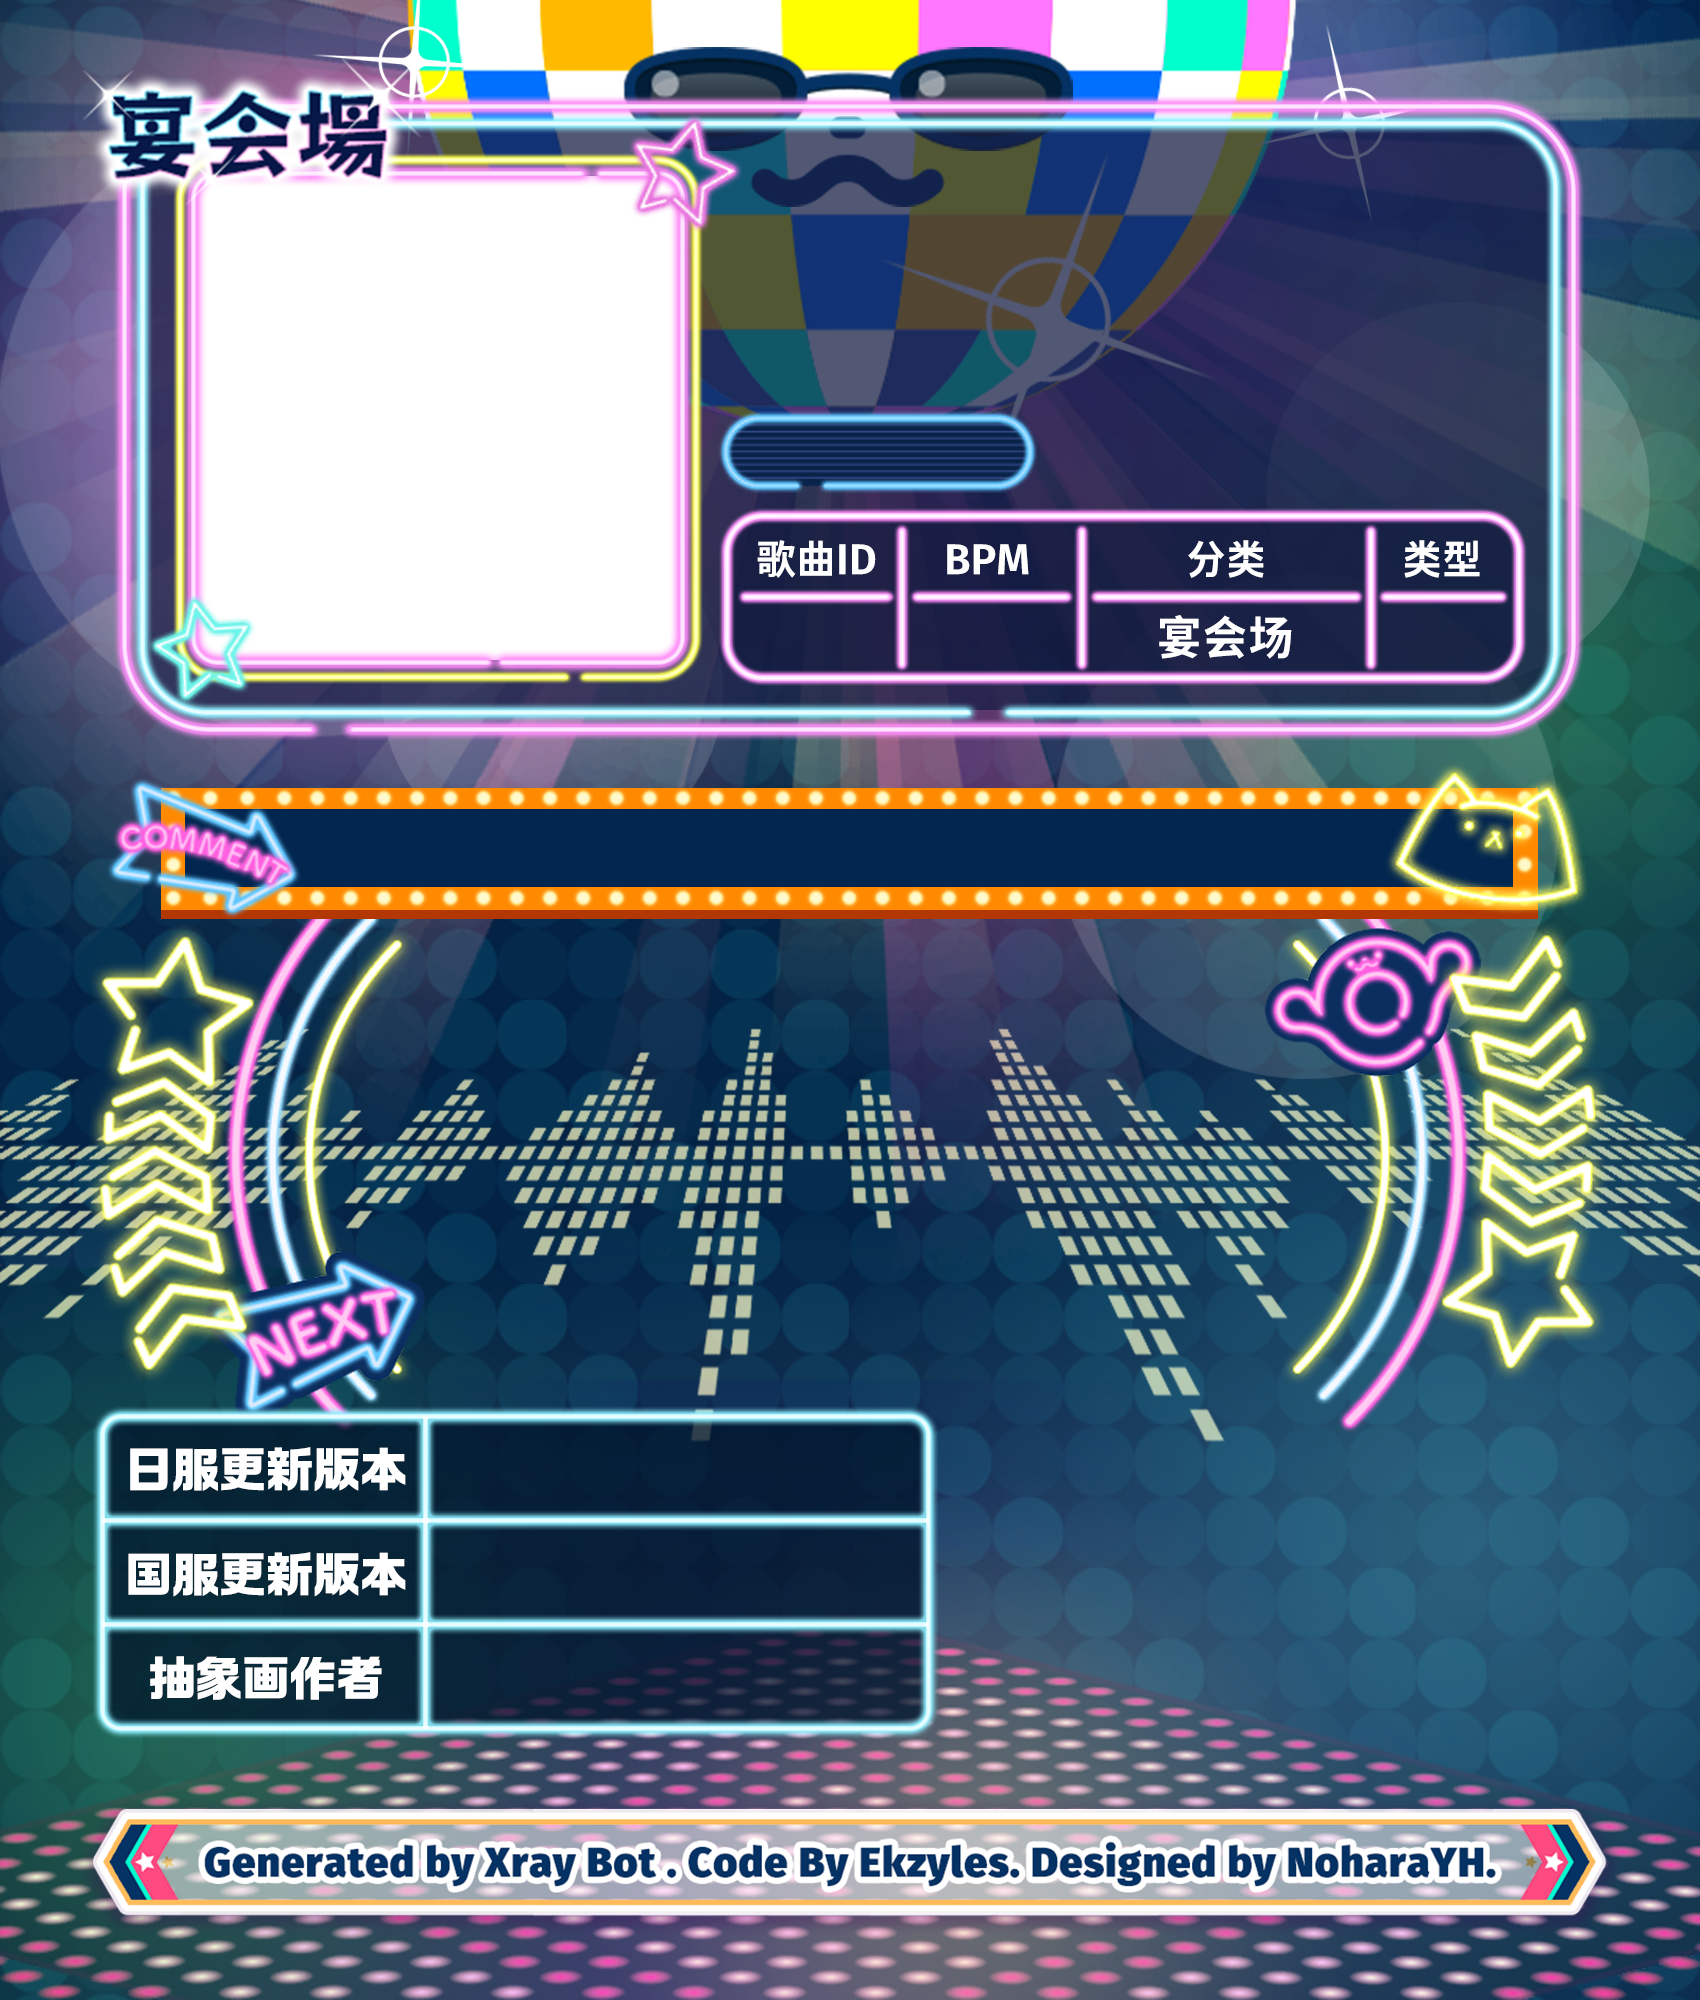 宴会場
歌曲ID BPM 分类 类型
宴会场
COMMENT
NEXT
日服更新版本
国服更新版本
抽象画作者
Generated by Xray Bot . Code By Ekzyles. Designed by NoharaYH.